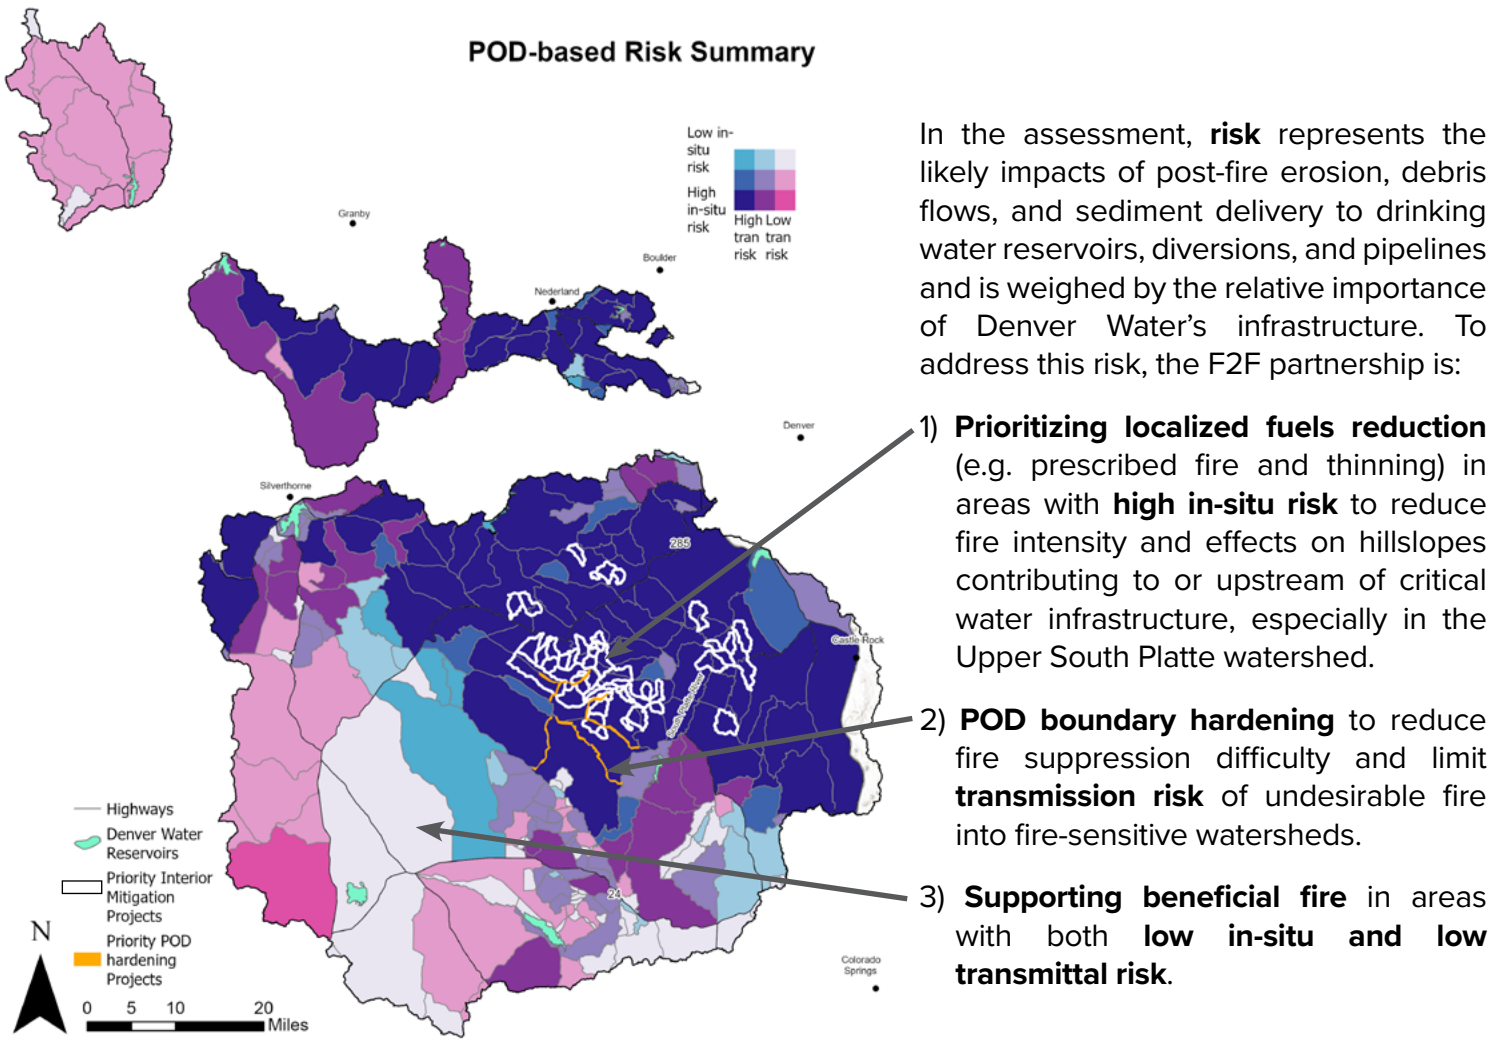 POD-based Risk Summary
Low in-
situ
risk
High
in-situ
risk
High Low
tran tran
risk risk
Granby
Boulder
Nederland
Denver
Silverthorne
285
Castle Rock
South Platte River
24
Colorado
Springs
Highways
Denver Water
Reservoirs
Priority Interior
Mitigation
Projects
Priority POD
hardening
Projects
N
0 5 10 20
Miles
In the assessment, risk represents the
likely impacts of post-fire erosion, debris
flows, and sediment delivery to drinking
water reservoirs, diversions, and pipelines
and is weighed by the relative importance
of Denver Water’s infrastructure. To
address this risk, the F2F partnership is:
1) Prioritizing localized fuels reduction
(e.g. prescribed fire and thinning) in
areas with high in-situ risk to reduce
fire intensity and effects on hillslopes
contributing to or upstream of critical
water infrastructure, especially in the
Upper South Platte watershed.
2) POD boundary hardening to reduce
fire suppression difficulty and limit
transmission risk of undesirable fire
into fire-sensitive watersheds.
3) Supporting beneficial fire in areas
with both low in-situ and low
transmittal risk.